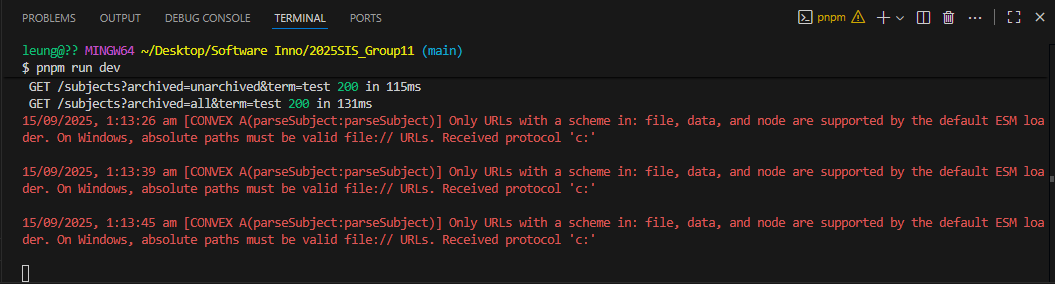 PROBLEMS OUTPUT DEBUG CONSOLE TERMINAL PORTS pnpm
leung@?? MINGW64 ~/Desktop/Software Inno/2025SIS_Group11 (main)
$ pnpm run dev
GET /subjects?archived=unarchived&term=test 200 in 115ms
GET /subjects?archived=all&term=test 200 in 131ms
15/09/2025, 1:13:26 am [CONVEX A(parseSubject:parseSubject)] Only URLs with a scheme in: file, data, and node are supported by the default ESM loa
der. On Windows, absolute paths must be valid file:// URLs. Received protocol 'c:'
15/09/2025, 1:13:39 am [CONVEX A(parseSubject:parseSubject)] Only URLs with a scheme in: file, data, and node are supported by the default ESM loa
der. On Windows, absolute paths must be valid file:// URLs. Received protocol 'c:'
15/09/2025, 1:13:45 am [CONVEX A(parseSubject:parseSubject)] Only URLs with a scheme in: file, data, and node are supported by the default ESM loa
der. On Windows, absolute paths must be valid file:// URLs. Received protocol 'c:'